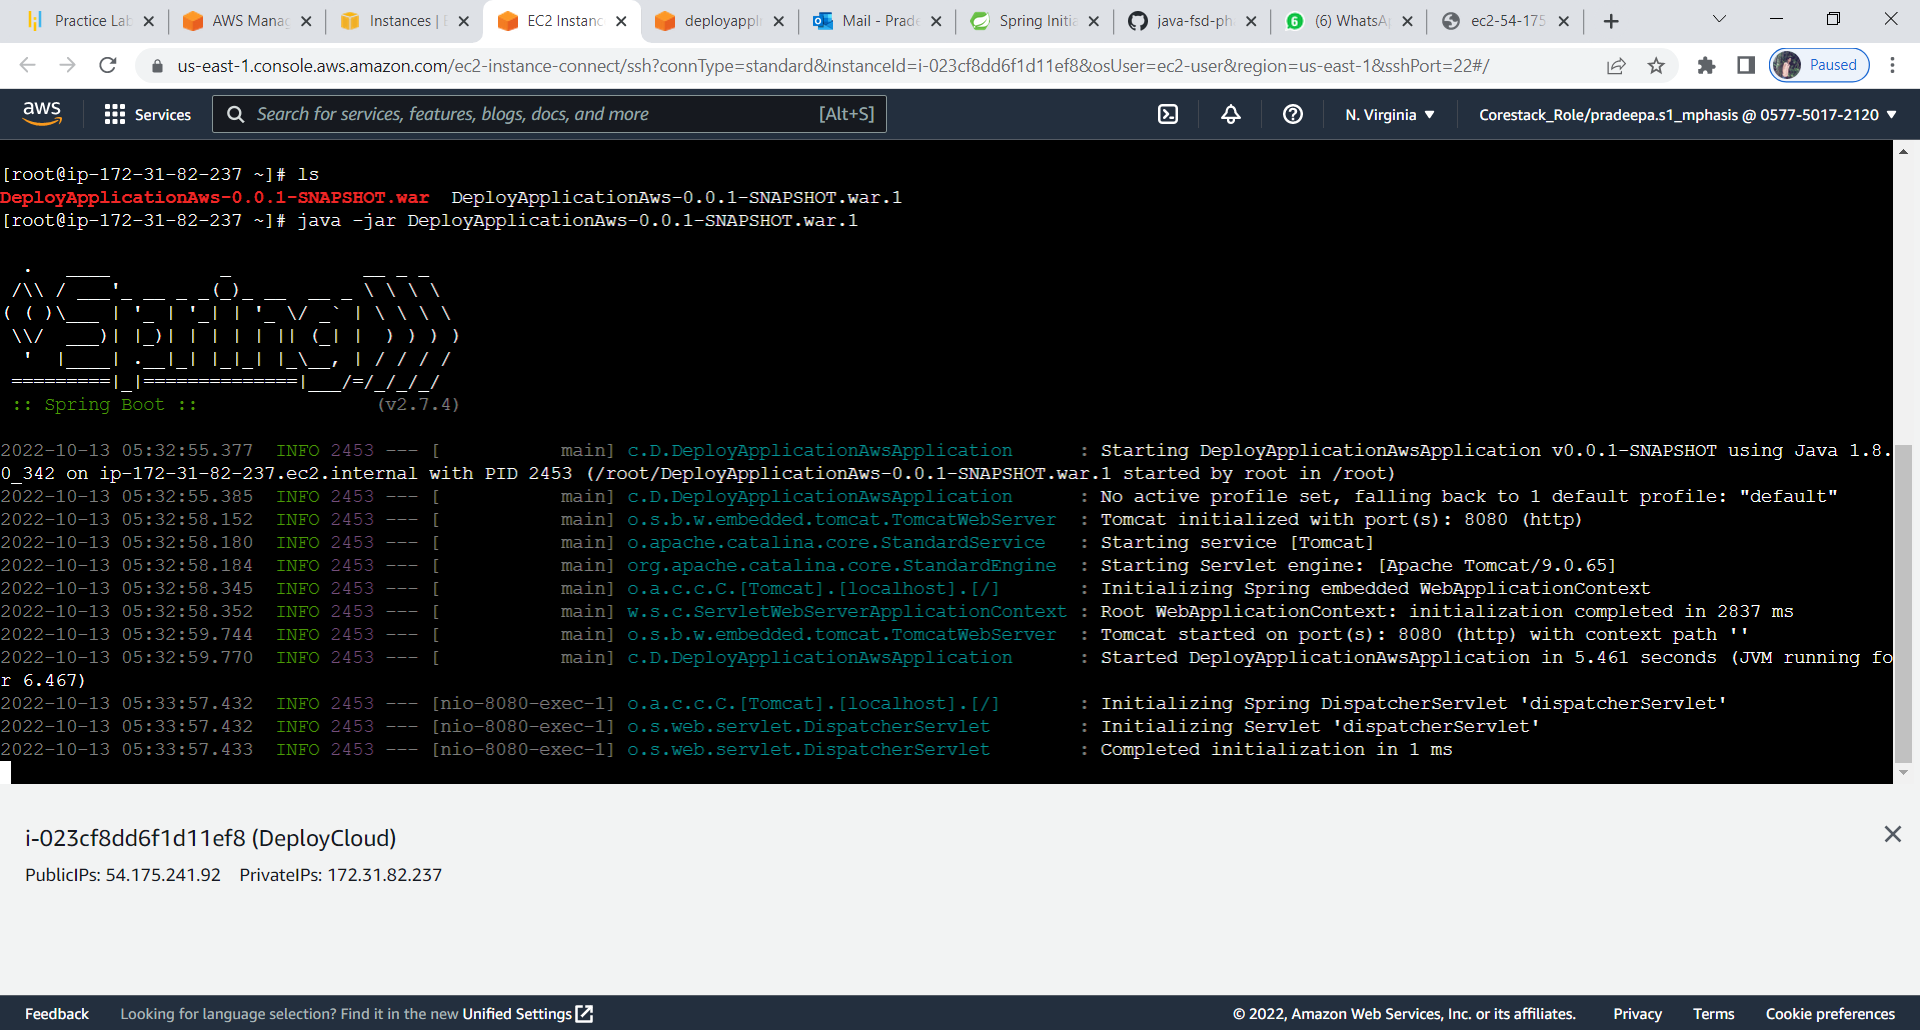 Practice Lab
AWS Mana
Instances | E
EC2 Instanc
deployappli
Mail - Prade
Spring Initia
java-fsd-ph
(6) WhatsA
ec2-54-175
us-east-1.console.aws.amazon.com/ec2-instance-connect/ssh?connType=standard&instanceId=i-023cf8dd6f1d11ef8&osUser=ec2-user&region=us-east-1&sshPort=22#/
Paused
aws
Services
Search for services, features, blogs, docs, and more [Alt+S]
N. Virginia
Corestack_Role/pradeepa.s1_mphasis @ 0577-5017-2120
[root@ip-172-31-82-237 ~]# ls
DeployApplicationAws-0.0.1-SNAPSHOT.war  DeployApplicationAws-0.0.1-SNAPSHOT.war.1
[root@ip-172-31-82-237 ~]# java -jar DeployApplicationAws-0.0.1-SNAPSHOT.war.1
Spring
:: Spring Boot ::                (v2.7.4)
2022-10-13 05:32:55.377  INFO 2453 --- [           main] c.D.DeployApplicationAwsApplication      : Starting DeployApplicationAwsApplication v0.0.1-SNAPSHOT using Java 1.8.
0_342 on ip-172-31-82-237.ec2.internal with PID 2453 (/root/DeployApplicationAws-0.0.1-SNAPSHOT.war.1 started by root in /root)
2022-10-13 05:32:55.385  INFO 2453 --- [           main] c.D.DeployApplicationAwsApplication      : No active profile set, falling back to 1 default profile: "default"
2022-10-13 05:32:58.152  INFO 2453 --- [           main] o.s.b.w.embedded.tomcat.TomcatWebServer  : Tomcat initialized with port(s): 8080 (http)
2022-10-13 05:32:58.180  INFO 2453 --- [           main] o.apache.catalina.core.StandardService   : Starting service [Tomcat]
2022-10-13 05:32:58.184  INFO 2453 --- [           main] org.apache.catalina.core.StandardEngine  : Starting Servlet engine: [Apache Tomcat/9.0.65]
2022-10-13 05:32:58.345  INFO 2453 --- [           main] o.a.c.c.C.[Tomcat].[localhost].[/]       : Initializing Spring embedded WebApplicationContext
2022-10-13 05:32:58.352  INFO 2453 --- [           main] w.s.c.ServletWebServerApplicationContext : Root WebApplicationContext: initialization completed in 2837 ms
2022-10-13 05:32:59.744  INFO 2453 --- [           main] o.s.b.w.embedded.tomcat.TomcatWebServer  : Tomcat started on port(s): 8080 (http) with context path ''
2022-10-13 05:32:59.770  INFO 2453 --- [           main] c.D.DeployApplicationAwsApplication      : Started DeployApplicationAwsApplication in 5.461 seconds (JVM running fo
r 6.467)
2022-10-13 05:33:57.432  INFO 2453 --- [nio-8080-exec-1] o.a.c.c.C.[Tomcat].[localhost].[/]       : Initializing Spring DispatcherServlet 'dispatcherServlet'
2022-10-13 05:33:57.432  INFO 2453 --- [nio-8080-exec-1] o.s.web.servlet.DispatcherServlet        : Initializing Servlet 'dispatcherServlet'
2022-10-13 05:33:57.433  INFO 2453 --- [nio-8080-exec-1] o.s.web.servlet.DispatcherServlet        : Completed initialization in 1 ms
i-023cf8dd6f1d11ef8 (DeployCloud)
PublicIPs: 54.175.241.92    PrivateIPs: 172.31.82.237
Feedback
Looking for language selection? Find it in the new Unified Settings
© 2022, Amazon Web Services, Inc. or its affiliates.
Privacy
Terms
Cookie preferences